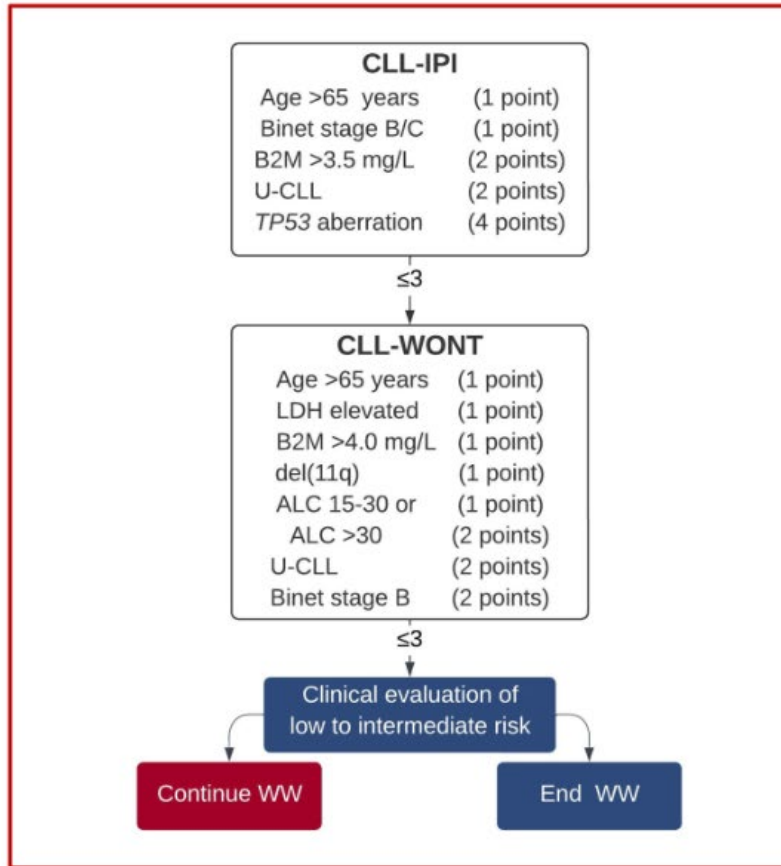 CLL-IPI
Age >65 years (1 point)
Binet stage B/C (1 point)
B2M >3.5 mg/L (2 points)
U-CLL (2 points)
TP53 aberration (4 points)
≤3
CLL-WONT
Age >65 years (1 point)
LDH elevated (1 point)
B2M >4.0 mg/L (1 point)
del(11q) (1 point)
ALC 15-30 or (1 point)
ALC >30 (2 points)
U-CLL (2 points)
Binet stage B (2 points)
≤3
Clinical evaluation of
low to intermediate risk
Continue WW End WW